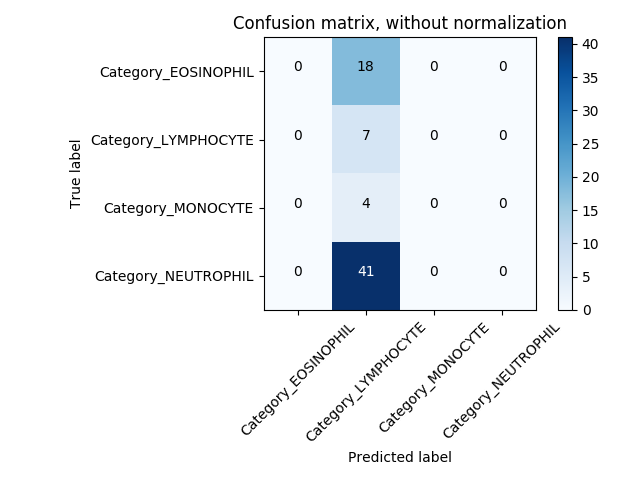 Confusion matrix, without normalization
True label
Category_EOSINOPHIL 0 18 0 0
Category_LYMPHOCYTE 0 7 0 0
Category_MONOCYTE 0 4 0 0
Category_NEUTROPHIL 0 41 0 0
Category_EOSINOPHIL
Category_LYMPHOCYTE
Category_MONOCYTE
Category_NEUTROPHIL
Predicted label
40
35
30
25
20
15
10
5
0